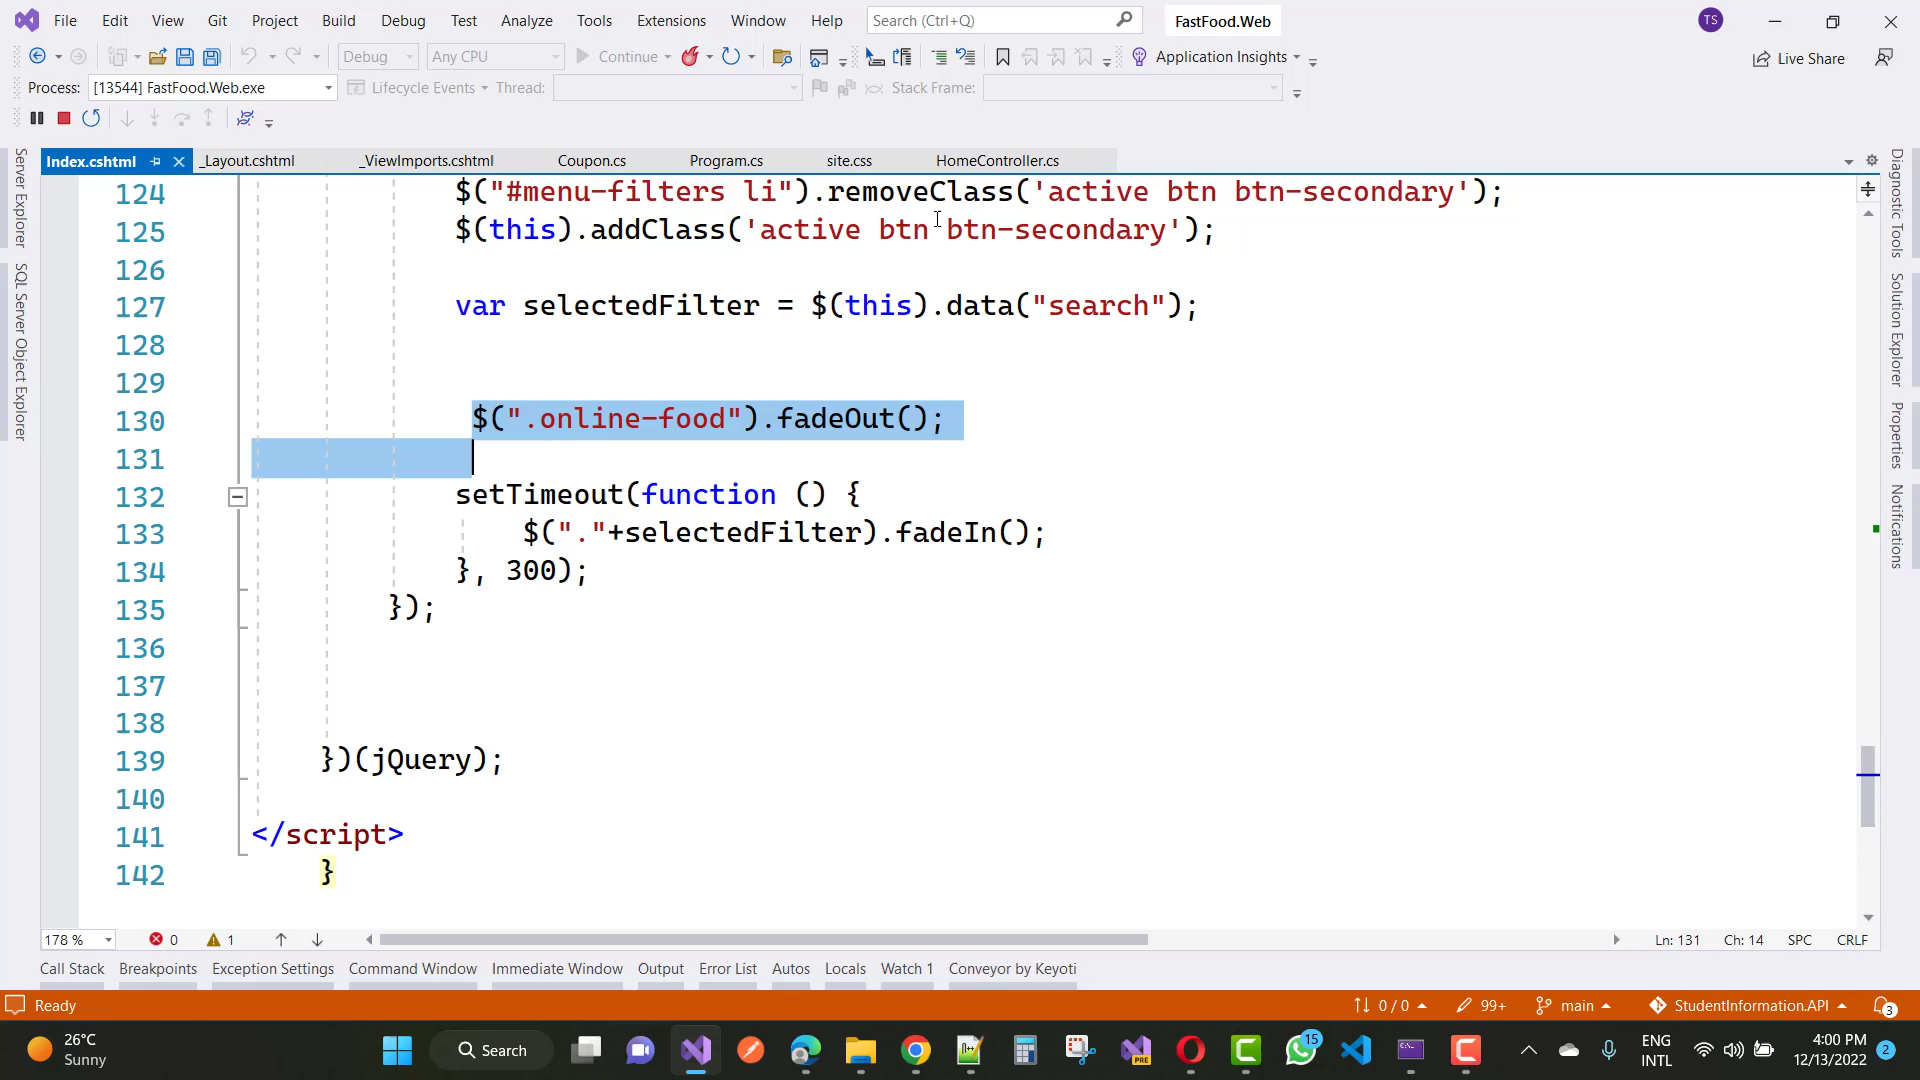 File Edit View Git Project Build Debug Test Analyze Tools Extensions Window Help Search (Ctrl+Q) FastFood.Web TS
Debug Any CPU Continue Application Insights Live Share
Process: [13544] FastFood.Web.exe Lifecycle Events Thread: Stack Frame:
Index.cshtml _Layout.cshtml _ViewImports.cshtml Coupon.cs Program.cs site.css HomeController.cs
Server Explorer
SQL Server Object Explorer
124 $("#menu-filters li").removeClass('active btn btn-secondary');
125 $(this).addClass('active btn btn-secondary');
126
127 var selectedFilter = $(this).data("search");
128
129
130 $(".online-food").fadeOut();
131
132 setTimeout(function () {
133 $("."+selectedFilter).fadeIn();
134 }, 300);
135 });
136
137
138
139 })(jQuery);
140
141 </script>
142 }
Diagnostic Tools
Solution Explorer
Properties
Notifications
178 % 0 1 Ln: 131 Ch: 14 SPC CRLF
Call Stack Breakpoints Exception Settings Command Window Immediate Window Output Error List Autos Locals Watch 1 Conveyor by Keyoti
Ready 0 / 0 99+ main StudentInformation.API 3
26°C
Sunny
Search
PRE
15
ENG
INTL
4:00 PM
12/13/2022
2